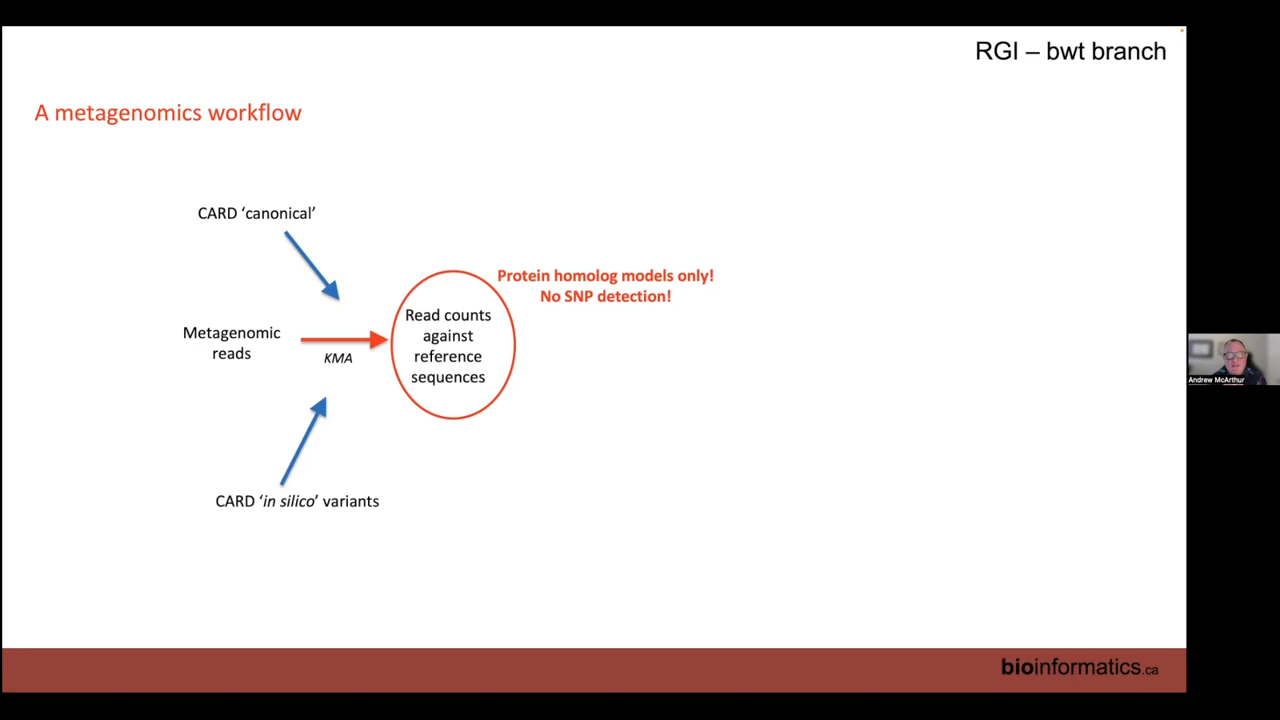 RGI – bwt branch
A metagenomics workflow
CARD ‘canonical’
Protein homolog models only!
No SNP detection!
Read counts
against
reference
sequences
Metagenomic
reads
KMA
CARD ‘in silico’ variants
Andrew McArthur
bioinformatics.ca